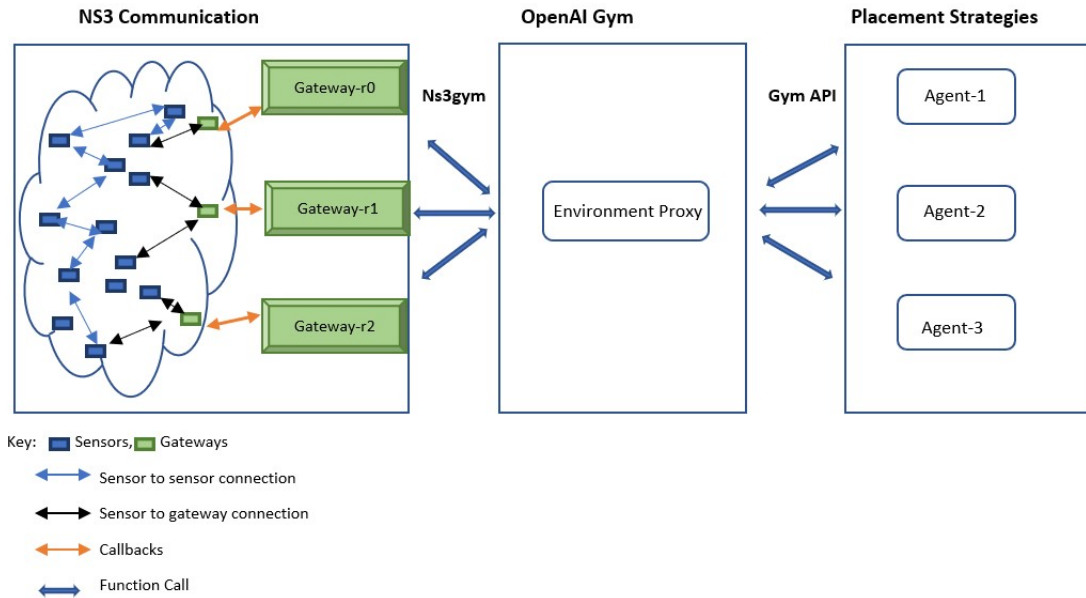 NS3 Communication
OpenAI Gym
Placement Strategies
Gateway-r0
Ns3gym
Gym API
Agent-1
Gateway-r1
Environment Proxy
Agent-2
Gateway-r2
Agent-3
Key: Sensors, Gateways
Sensor to sensor connection
Sensor to gateway connection
Callbacks
Function Call